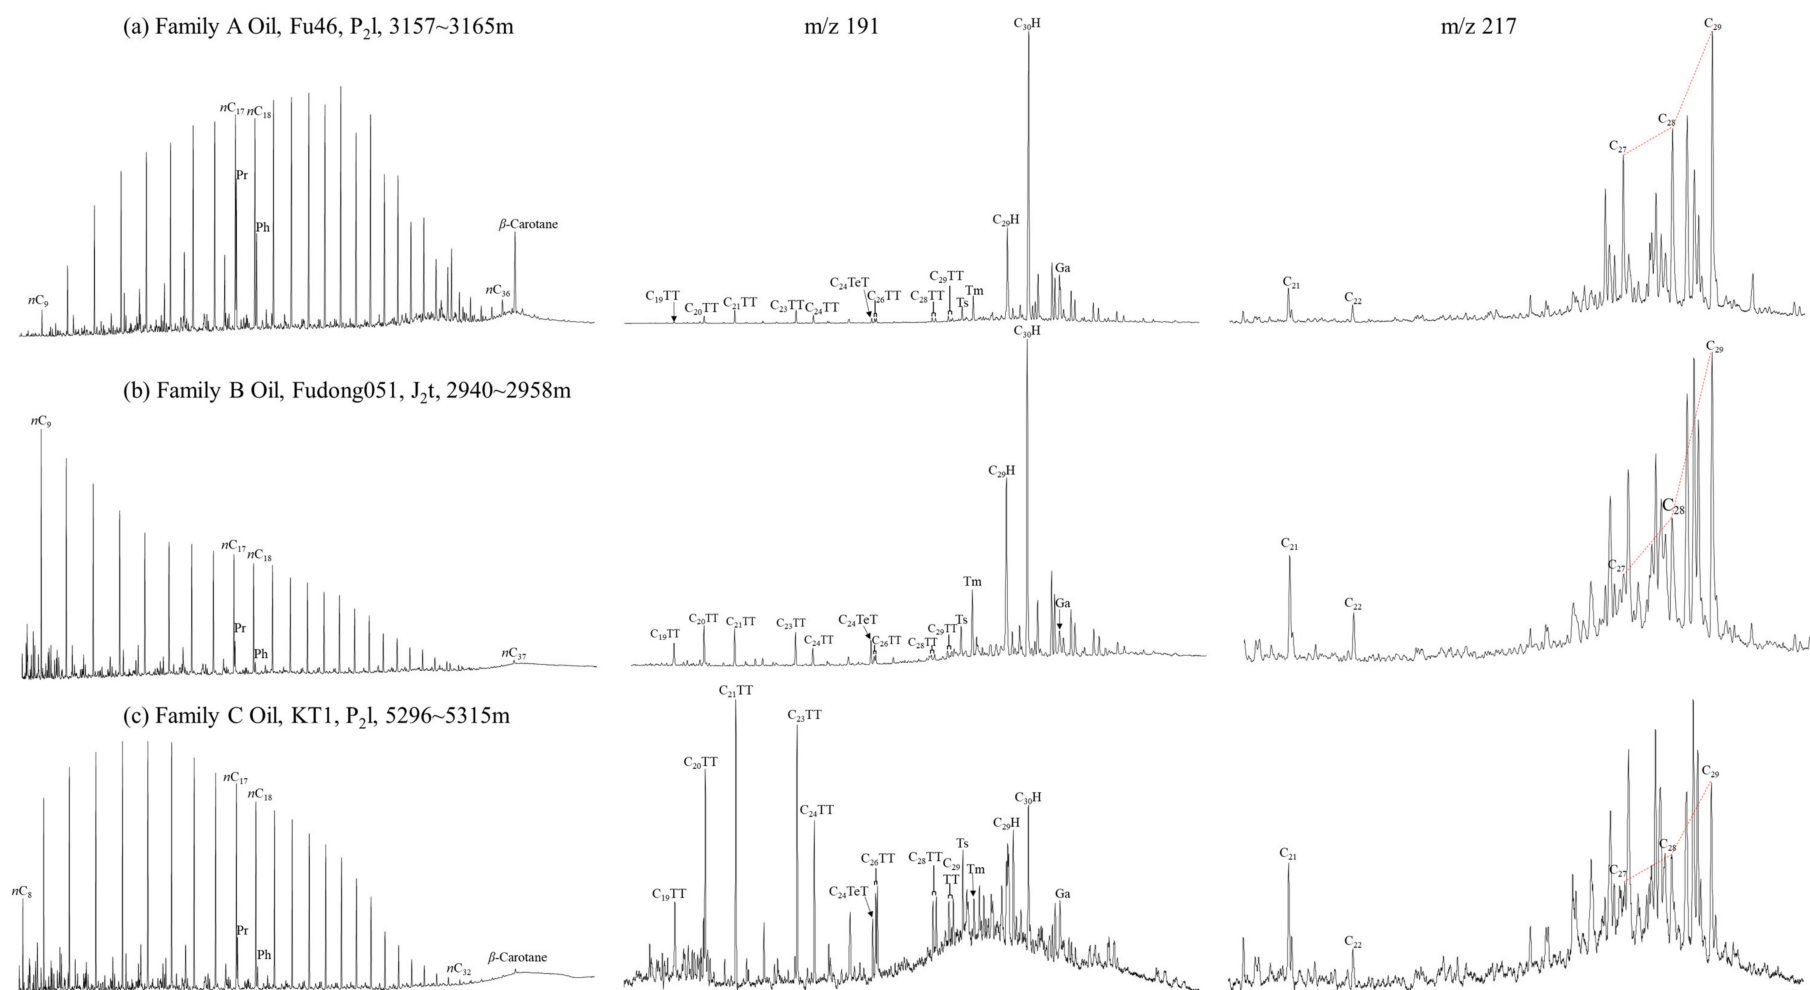 (a) Family A Oil, Fu46, P₂l, 3157~3165m
m/z 191
m/z 217
nC₉
nC₁₇
nC₁₈
Pr
Ph
nC₃₆
β-Carotane
C₁₉TT
C₂₀TT
C₂₁TT
C₂₃TT
C₂₄TT
C₂₄TeT
C₂₆TT
C₂₈TT
C₂₉TT
Ts
Tm
C₂₉H
C₃₀H
Ga
C₂₁
C₂₂
C₂₇
C₂₈
C₂₉
(b) Family B Oil, Fudong051, J₂t, 2940~2958m
nC₉
nC₁₇
nC₁₈
Pr
Ph
nC₃₇
C₁₉TT
C₂₀TT
C₂₁TT
C₂₃TT
C₂₄TT
C₂₄TeT
C₂₆TT
C₂₈TT
C₂₉TT
Ts
Tm
C₂₉H
C₃₀H
Ga
C₂₁
C₂₂
C₂₇
C₂₈
C₂₉
(c) Family C Oil, KT1, P₂l, 5296~5315m
nC₈
nC₁₇
nC₁₈
Pr
Ph
nC₃₂
β-Carotane
C₁₉TT
C₂₀TT
C₂₁TT
C₂₃TT
C₂₄TT
C₂₄TeT
C₂₆TT
C₂₈TT
C₂₉
TT
Ts
Tm
C₂₉H
C₃₀H
Ga
C₂₁
C₂₂
C₂₇
C₂₈
C₂₉